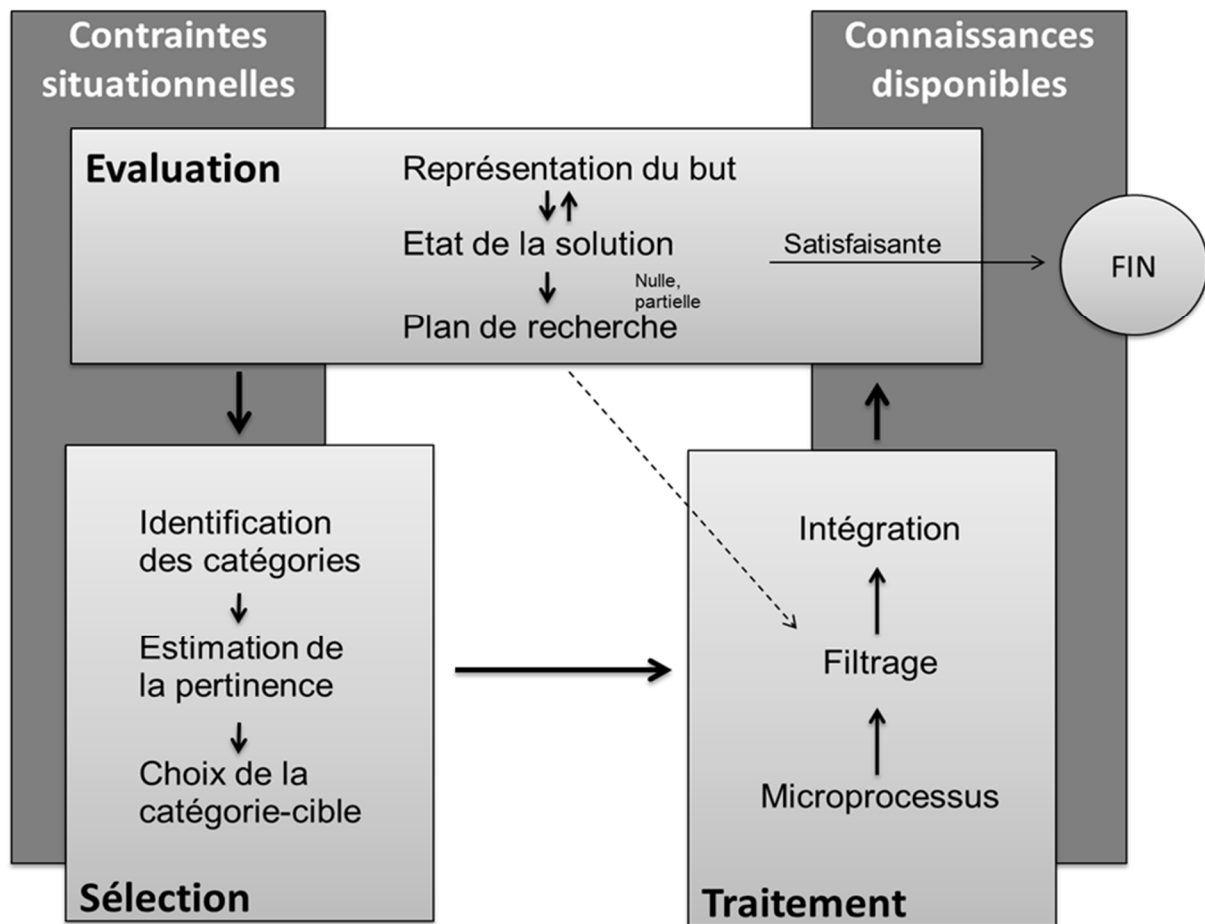 Contraintes
situationnelles
Connaissances
disponibles
Evaluation
Représentation du but
Etat de la solution
Satisfaisante
FIN
Nulle,
partielle
Plan de recherche
Identification
des catégories
Estimation de
la pertinence
Choix de la
catégorie-cible
Sélection
Intégration
Filtrage
Microprocessus
Traitement